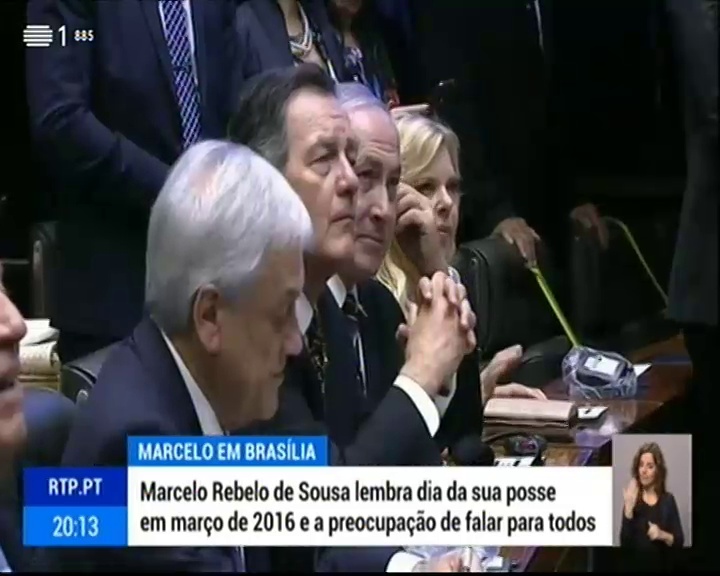 1 885
MARCELO EM BRASÍLIA
RTP.PT
20:13
Marcelo Rebelo de Sousa lembra dia da sua posse
em março de 2016 e a preocupação de falar para todos